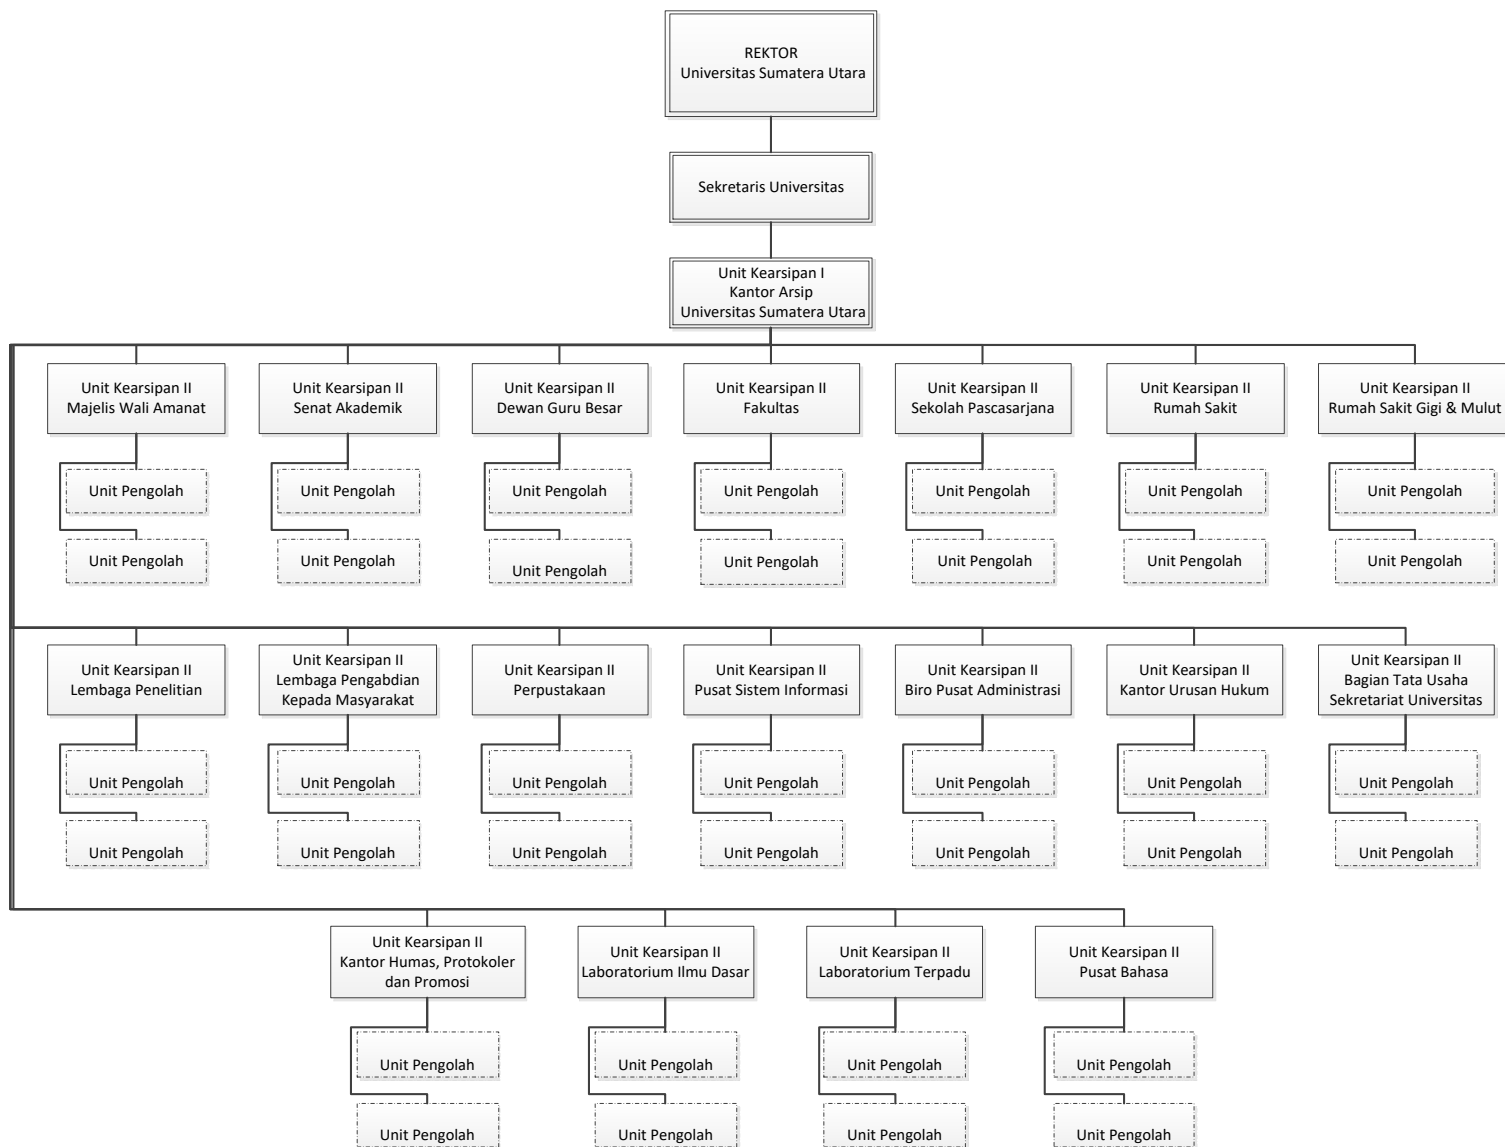 REKTOR
Universitas Sumatera Utara
Sekretaris Universitas
Unit Kearsipan I
Kantor Arsip
Universitas Sumatera Utara
Unit Kearsipan II
Majelis Wali Amanat
Unit Kearsipan II
Senat Akademik
Unit Kearsipan II
Dewan Guru Besar
Unit Kearsipan II
Fakultas
Unit Kearsipan II
Sekolah Pascasarjana
Unit Kearsipan II
Rumah Sakit
Unit Kearsipan II
Rumah Sakit Gigi & Mulut
Unit Pengolah
Unit Pengolah
Unit Pengolah
Unit Pengolah
Unit Pengolah
Unit Pengolah
Unit Pengolah
Unit Pengolah
Unit Pengolah
Unit Pengolah
Unit Pengolah
Unit Pengolah
Unit Pengolah
Unit Pengolah
Unit Kearsipan II
Lembaga Penelitian
Unit Kearsipan II
Lembaga Pengabdian
Kepada Masyarakat
Unit Kearsipan II
Perpustakaan
Unit Kearsipan II
Pusat Sistem Informasi
Unit Kearsipan II
Biro Pusat Administrasi
Unit Kearsipan II
Kantor Urusan Hukum
Unit Kearsipan II
Bagian Tata Usaha
Sekretariat Universitas
Unit Pengolah
Unit Pengolah
Unit Pengolah
Unit Pengolah
Unit Pengolah
Unit Pengolah
Unit Pengolah
Unit Pengolah
Unit Pengolah
Unit Pengolah
Unit Pengolah
Unit Pengolah
Unit Pengolah
Unit Pengolah
Unit Kearsipan II
Kantor Humas, Protokoler
dan Promosi
Unit Kearsipan II
Laboratorium Ilmu Dasar
Unit Kearsipan II
Laboratorium Terpadu
Unit Kearsipan II
Pusat Bahasa
Unit Pengolah
Unit Pengolah
Unit Pengolah
Unit Pengolah
Unit Pengolah
Unit Pengolah
Unit Pengolah
Unit Pengolah